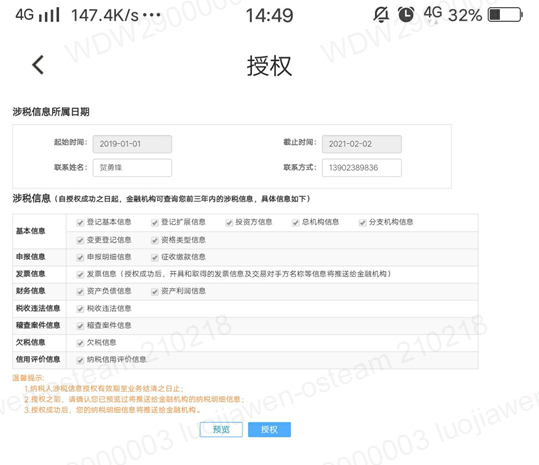 4G 147.4K/s ••• 14:49 4G 32%
授权
涉税信息所属日期
起始时间: 2019-01-01 截止时间: 2021-02-02
联系姓名: 贺勇锋 联系方式: 13902389836
涉税信息(自授权成功之日起,金融机构可查询您前三年内的涉税信息,具体信息如下)
基本信息 登记基本信息 登记扩展信息 投资方信息 总机构信息 分支机构信息
变更登记信息 资格类型信息
申报信息 申报明细信息 征收缴款信息
发票信息 发票信息(授权成功后,开具和取得的发票信息及交易对手方名称等信息将推送给金融机构)
财务信息 资产负债信息 资产利润信息
税收违法信息 税收违法信息
稽查案件信息 稽查案件信息
欠税信息 欠税信息
信用评价信息 纳税信用评价信息
温馨提示:
1.纳税人涉税信息授权有效期至业务结清之日止;
2.授权之前,请确认您已预览过将推送给金融机构的纳税明细信息;
3.授权成功后,您的纳税明细信息将推送给金融机构。
预览 授权
WDW2900000
luojiawen-osteam 210218
000003 luojiawen-osteam